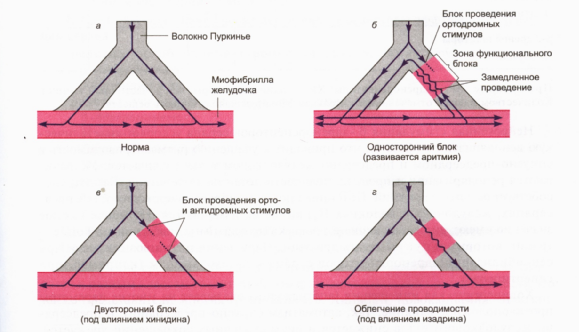 а
Волокно Пуркинье
Миофибрилла
желудочка
Норма
б
Блок проведения
ортодромных
стимулов
Зона функционального
блока
Замедленное
проведение
Односторонний блок
(развивается аритмия)
в
Блок проведения орто-
и антидромных стимулов
Двусторонний блок
(под влиянием хинидина)
г
Облегчение проводимости
(под влиянием изадрина)